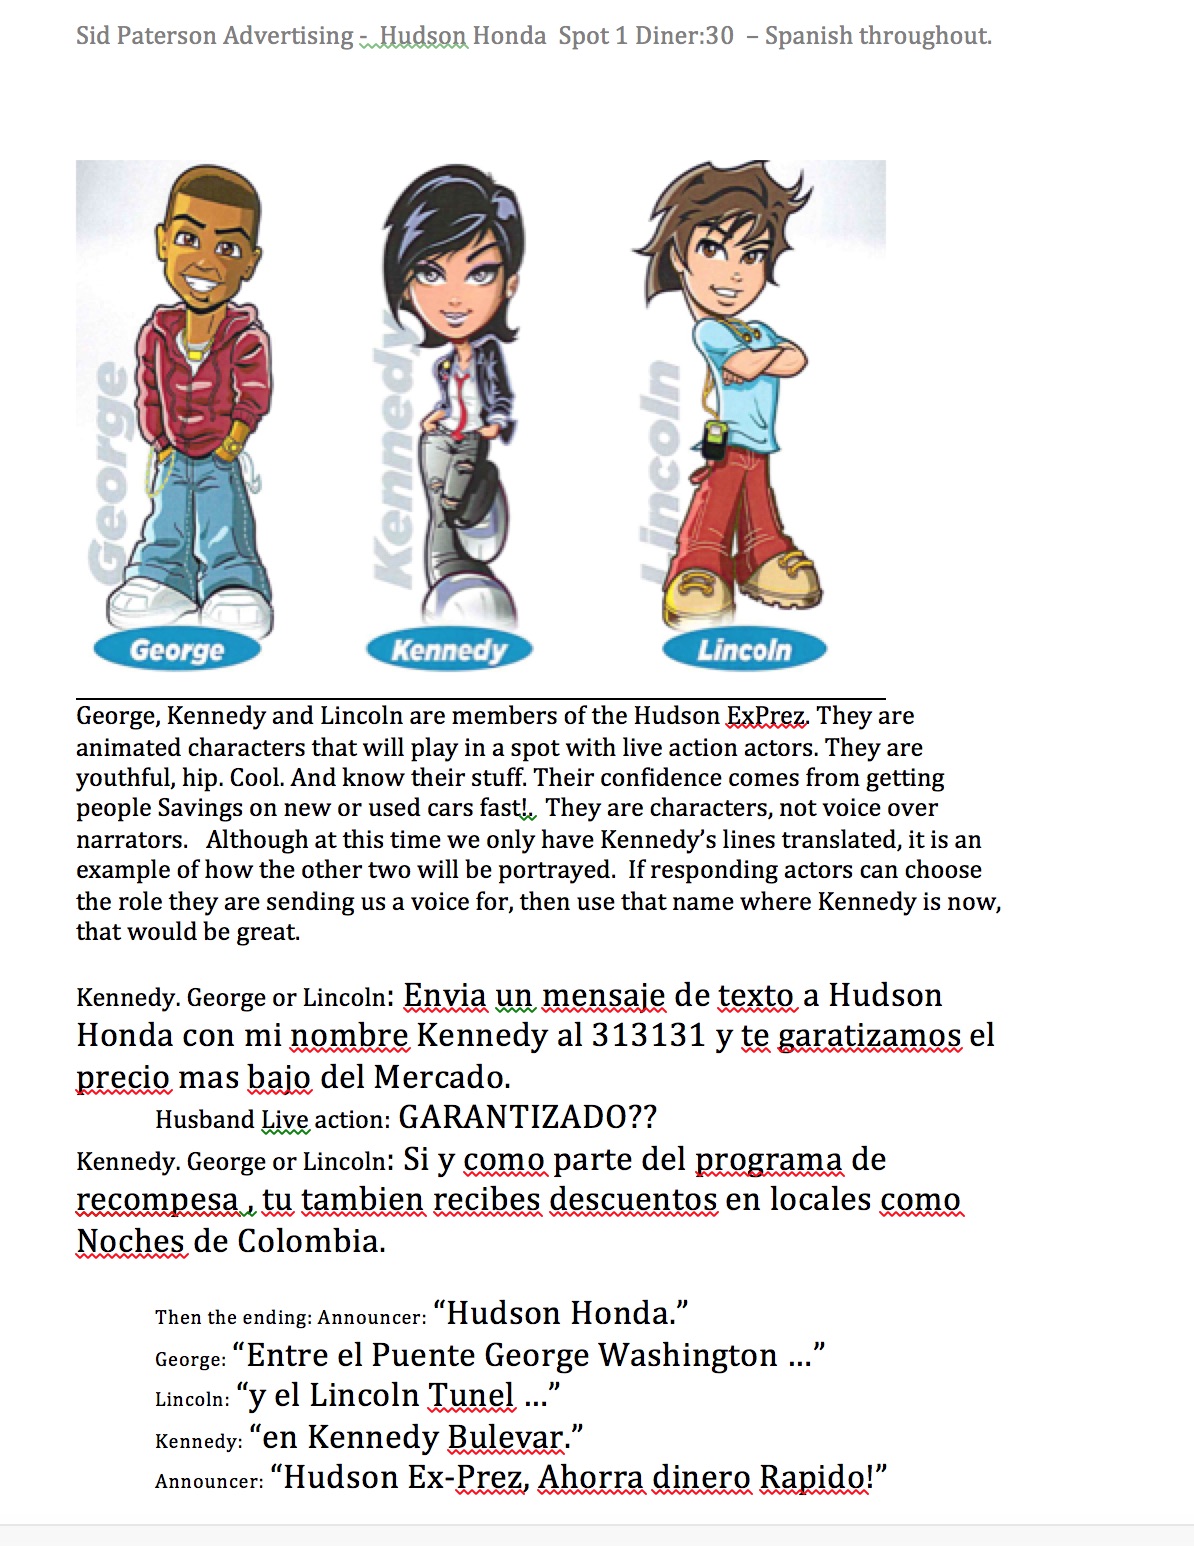 Sid Paterson Advertising - Hudson Honda Spot 1 Diner:30 – Spanish throughout.
George
Kennedy
Lincoln
George
Kennedy
Lincoln
George, Kennedy and Lincoln are members of the Hudson ExPrez. They are
animated characters that will play in a spot with live action actors. They are
youthful, hip. Cool. And know their stuff. Their confidence comes from getting
people Savings on new or used cars fast!. They are characters, not voice over
narrators. Although at this time we only have Kennedy’s lines translated, it is an
example of how the other two will be portrayed. If responding actors can choose
the role they are sending us a voice for, then use that name where Kennedy is now,
that would be great.
Kennedy. George or Lincoln: Envia un mensaje de texto a Hudson
Honda con mi nombre Kennedy al 313131 y te garatizamos el
precio mas bajo del Mercado.
Husband Live action: GARANTIZADO??
Kennedy. George or Lincoln: Si y como parte del programa de
recompesa , tu tambien recibes descuentos en locales como
Noches de Colombia.
Then the ending: Announcer: “Hudson Honda.”
George: “Entre el Puente George Washington ...”
Lincoln: “y el Lincoln Tunel ...”
Kennedy: “en Kennedy Bulevar.”
Announcer: “Hudson Ex-Prez, Ahorra dinero Rapido!”